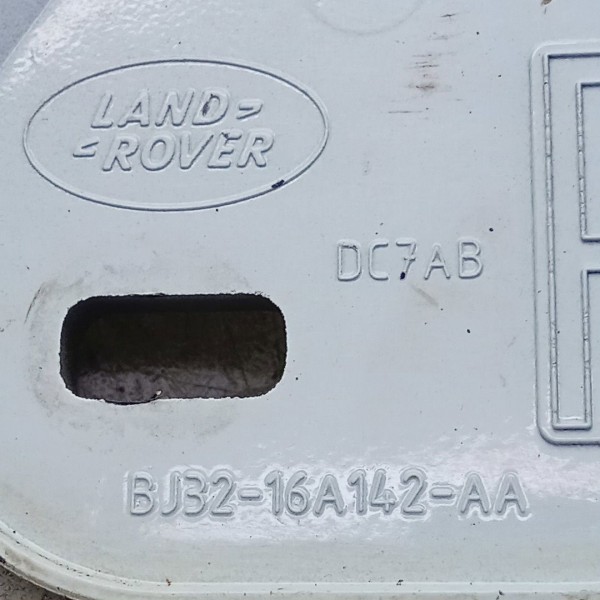 LAND
ROVER
DC7AB
BJ32-16A142-AA